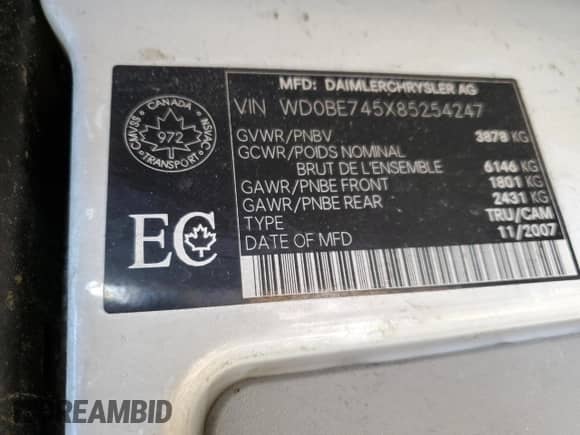 MFD: DAIMLERCHRYSLER AG
VIN WD0BE745X85254247
GVWR/PNBV 3878 KG
GCWR/POIDS NOMINAL
BRUT DE L'ENSEMBLE 6146 KG
GAWR/PNBE FRONT 1801 KG
GAWR/PNBE REAR 2431 KG
TYPE TRU/CAM
DATE OF MFD 11/2007
CANADA
CMVSS
NSVAC
972
TRANSPORT
EC
PREAMBID